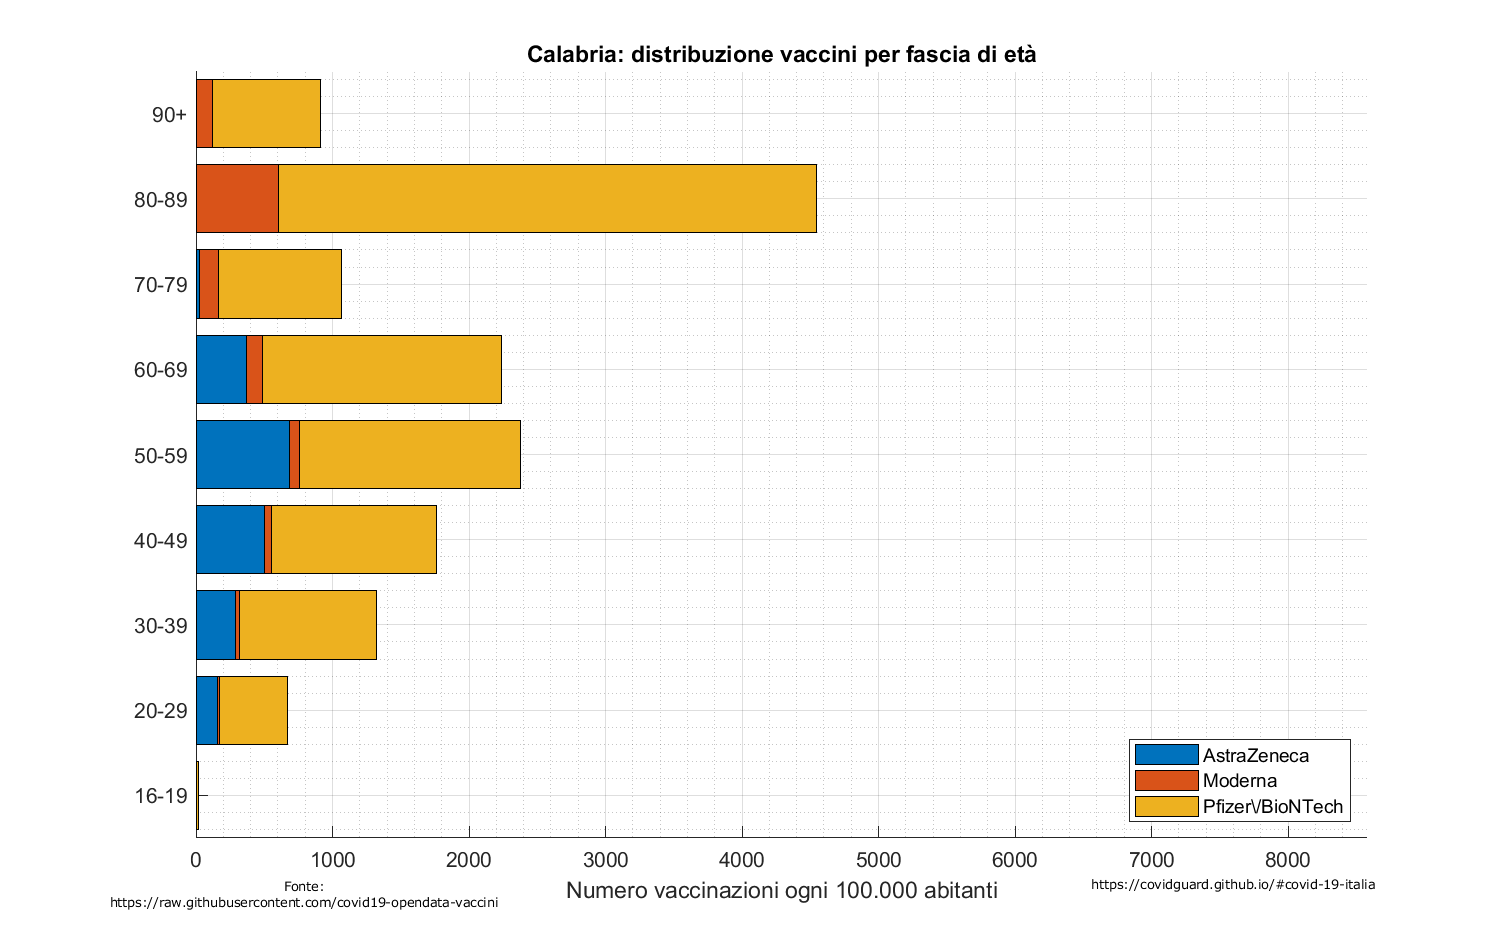 Calabria: distribuzione vaccini per fascia di età
90+
80-89
70-79
60-69
50-59
40-49
30-39
20-29
16-19
AstraZeneca
Moderna
Pfizer\/BioNTech
0 1000 2000 3000 4000 5000 6000 7000 8000
Numero vaccinazioni ogni 100.000 abitanti
Fonte:
https://raw.githubusercontent.com/covid19-opendata-vaccini
https://covidguard.github.io/#covid-19-italia